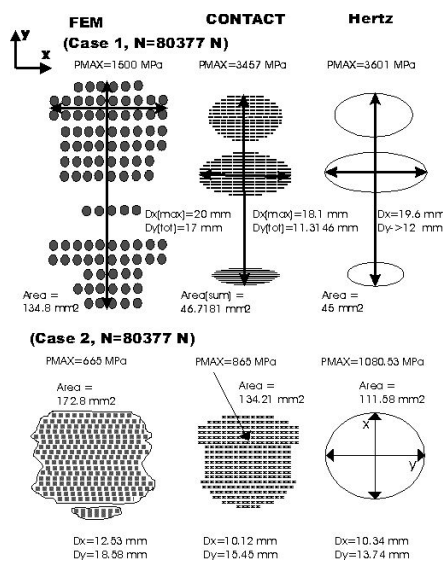 FEM CONTACT Hertz
(Case 1, N=80377 N)
y
x
PMAX=1500 MPa PMAX=3457 MPa PMAX=3601 MPa
Dx(max)=20 mm Dx(max)=18.1 mm Dx=19.6 mm
Dy(tot)=17 mm Dy(tot)=11.3146 mm Dy->12 mm
Area = Area(sum)= Area =
134.8 mm2 46.7181 mm2 45 mm2
(Case 2, N=80377 N)
PMAX=665 MPa PMAX=865 MPa PMAX=1080.53 MPa
Area = Area = Area =
172.8 mm2 134.21 mm2 111.58 mm2
x
y
Dx=12.53 mm Dx=10.12 mm Dx=10.34 mm
Dy=18.58 mm Dy=15.45 mm Dy=13.74 mm